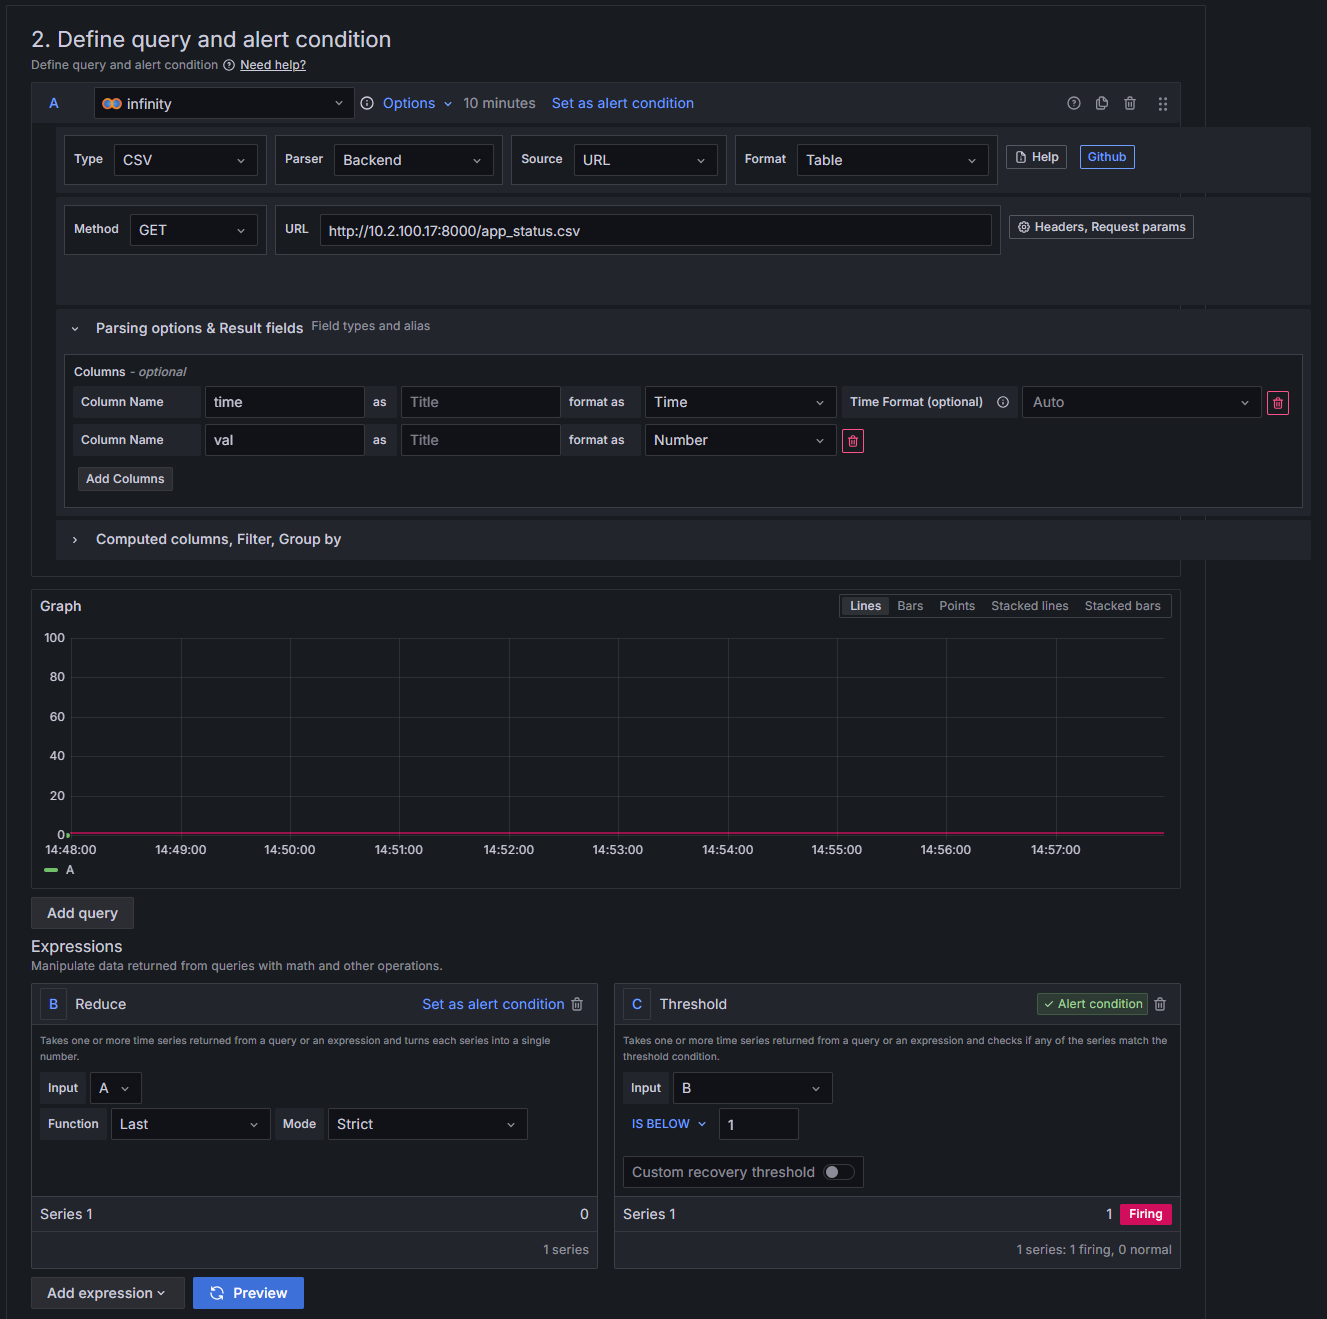 2. Define query and alert condition
Define query and alert condition Need help?
A infinity Options 10 minutes Set as alert condition
Type CSV Parser Backend Source URL Format Table Help Github
Method GET URL http://10.2.100.17:8000/app_status.csv Headers, Request params
Parsing options & Result fields Field types and alias
Columns - optional
Column Name time as Title format as Time Time Format (optional) Auto
Column Name val as Title format as Number
Add Columns
Computed columns, Filter, Group by
Graph Lines Bars Points Stacked lines Stacked bars
100
80
60
40
20
0
14:48:00 14:49:00 14:50:00 14:51:00 14:52:00 14:53:00 14:54:00 14:55:00 14:56:00 14:57:00
A
Add query
Expressions
Manipulate data returned from queries with math and other operations.
B Reduce Set as alert condition
Takes one or more time series returned from a query or an expression and turns each series into a single
number.
Input A
Function Last Mode Strict
Series 1 0
1 series
C Threshold Alert condition
Takes one or more time series returned from a query or an expression and checks if any of the series match the
threshold condition.
Input B
IS BELOW 1
Custom recovery threshold
Series 1 1 Firing
1 series: 1 firing, 0 normal
Add expression Preview